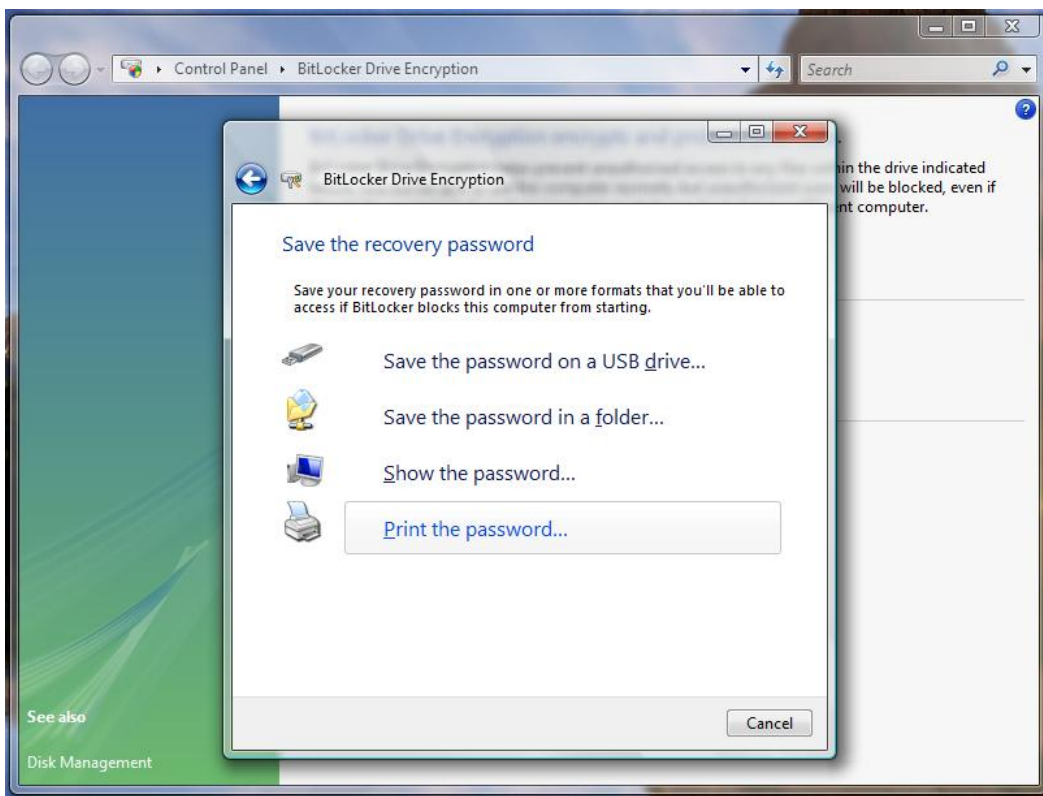 Control Panel ▸ BitLocker Drive Encryption Search
in the drive indicated
will be blocked, even if
nt computer.
BitLocker Drive Encryption
Save the recovery password
Save your recovery password in one or more formats that you'll be able to
access if BitLocker blocks this computer from starting.
Save the password on a USB drive...
Save the password in a folder...
Show the password...
Print the password...
Cancel
See also
Disk Management